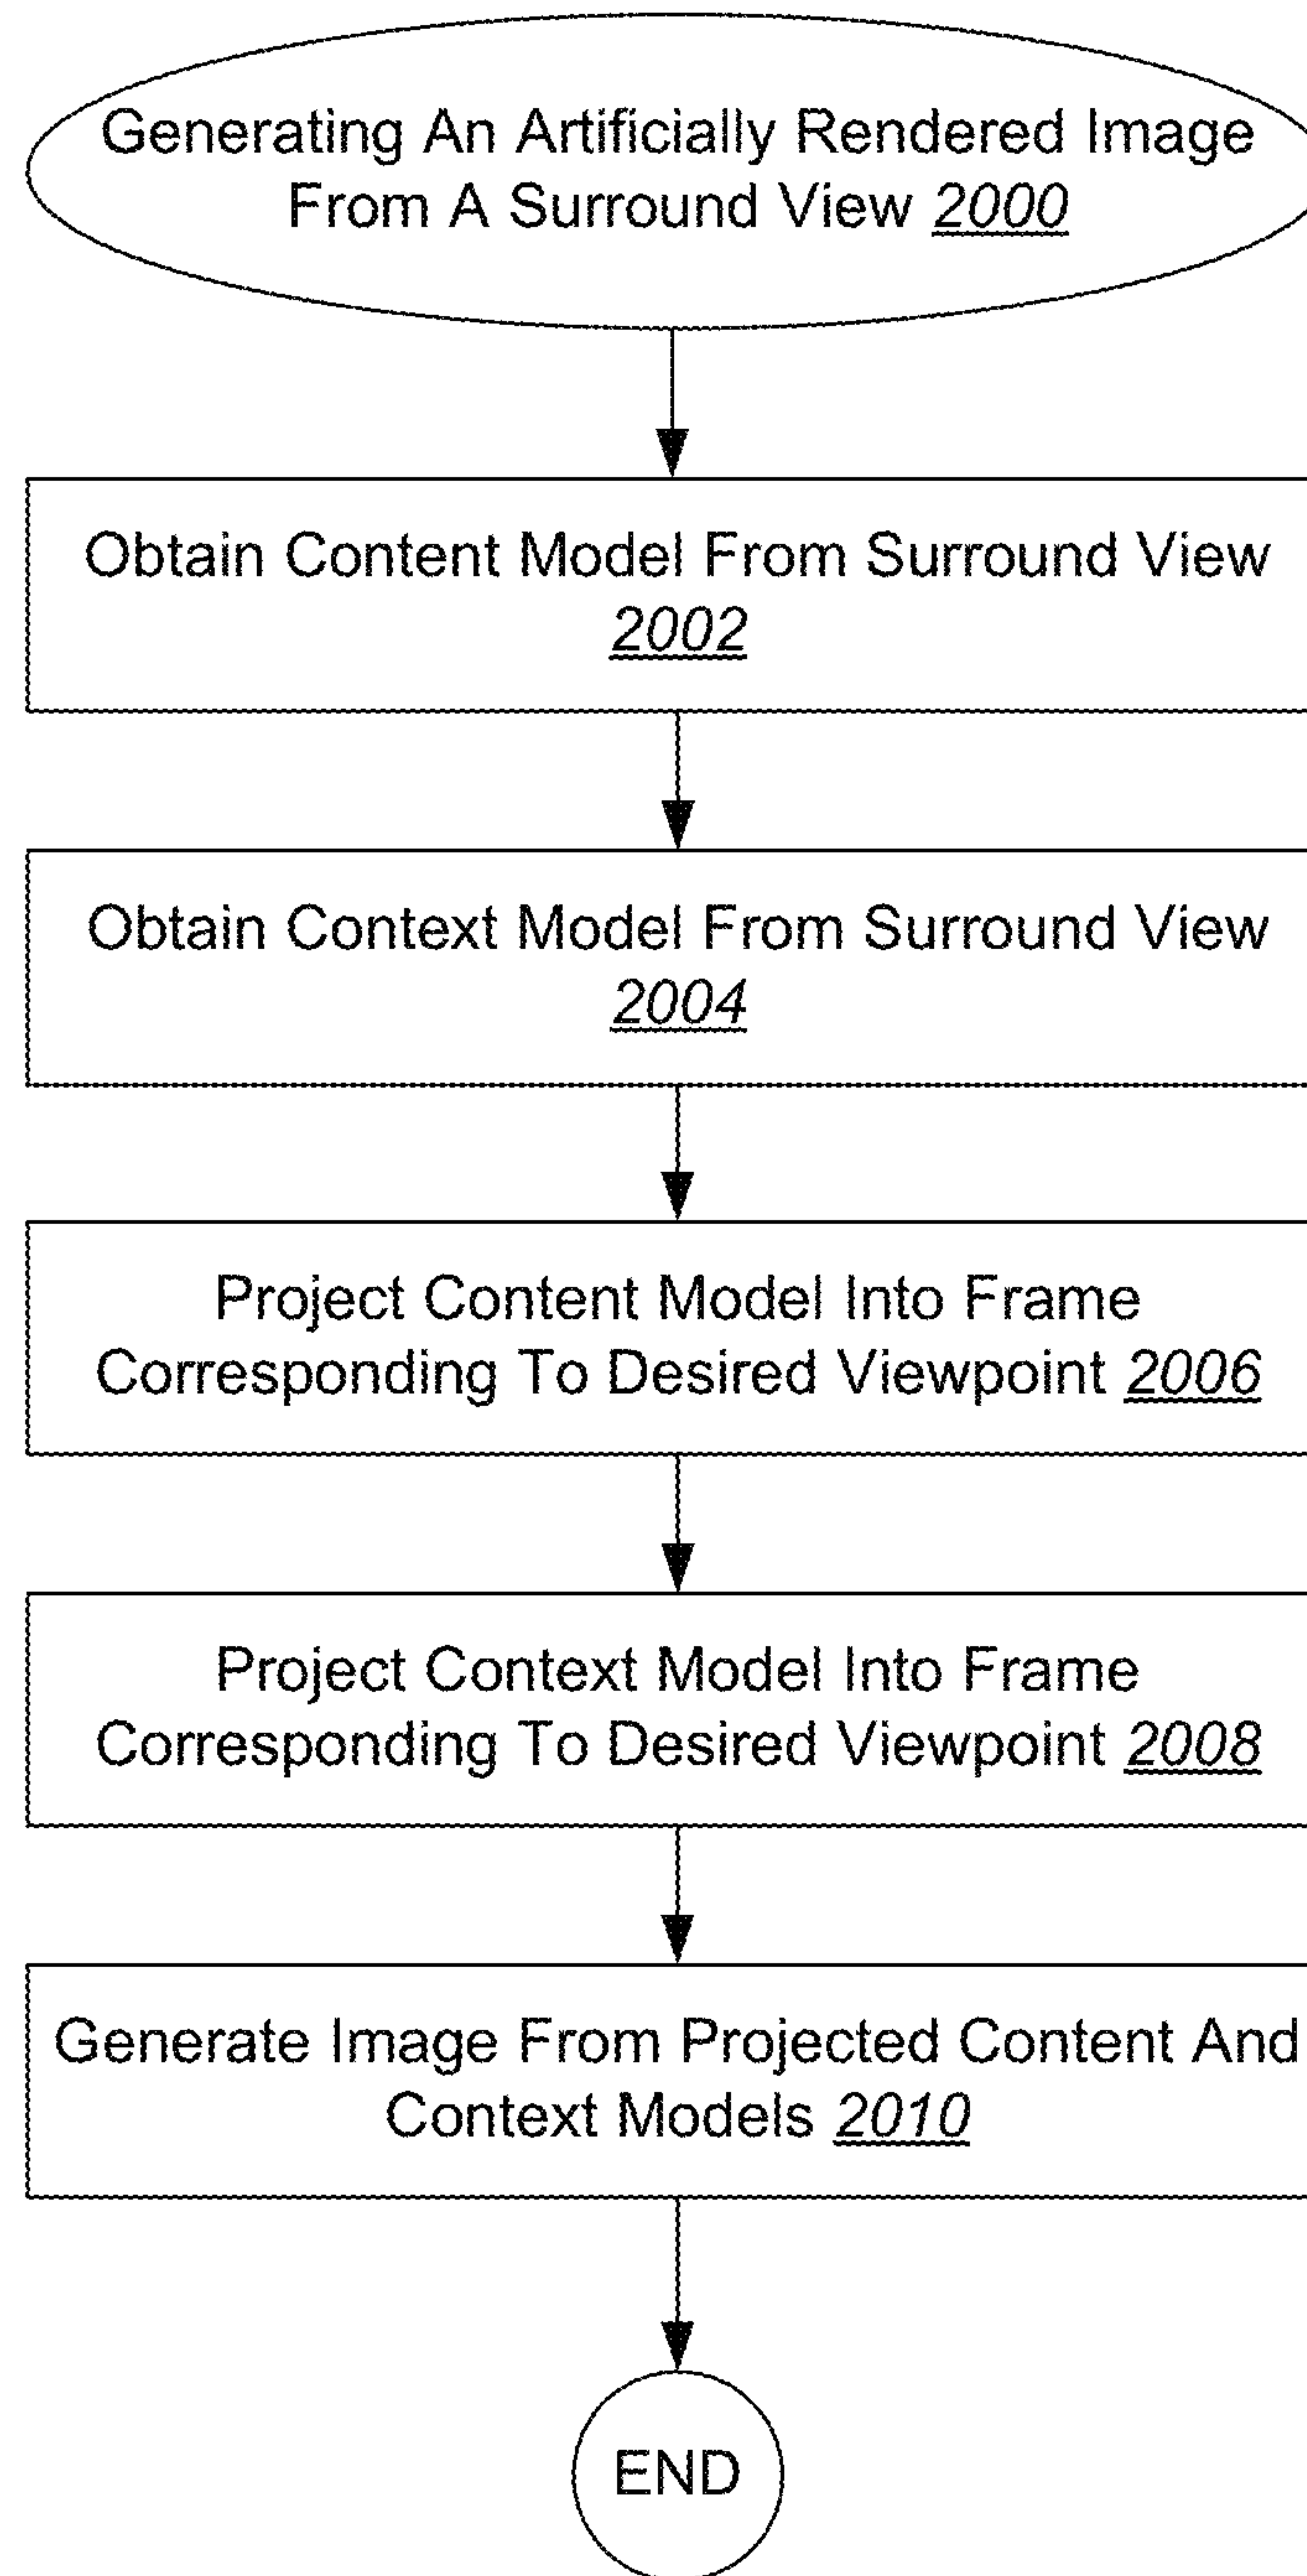 Generating An Artificially Rendered Image
From A Surround View 2000
Obtain Content Model From Surround View
2002
Obtain Context Model From Surround View
2004
Project Content Model Into Frame
Corresponding To Desired Viewpoint 2006
Project Context Model Into Frame
Corresponding To Desired Viewpoint 2008
Generate Image From Projected Content And
Context Models 2010
END